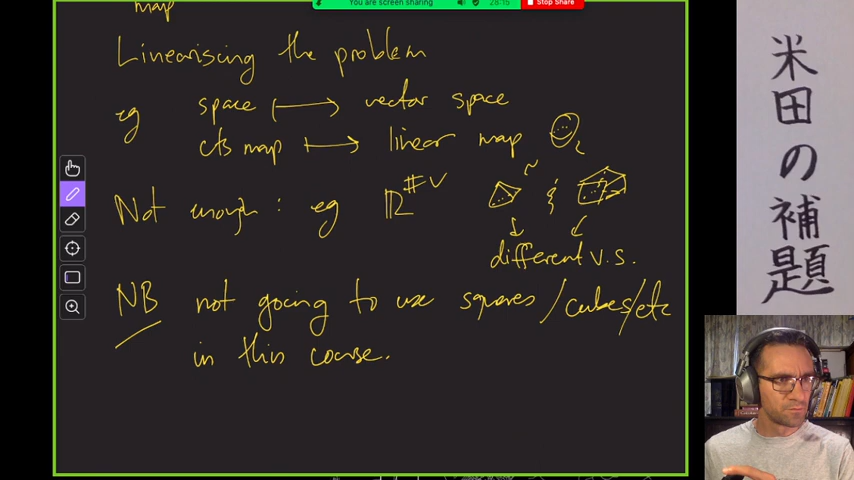 map
You are screen sharing 28:15 Stop Share
Linearising the problem
eg space ↦ vector space
cts map ↦ linear map
Not enough: eg ℝ^#V
different v.s.
NB not going to use squares/cubes/etc
in this course.
米田の補題